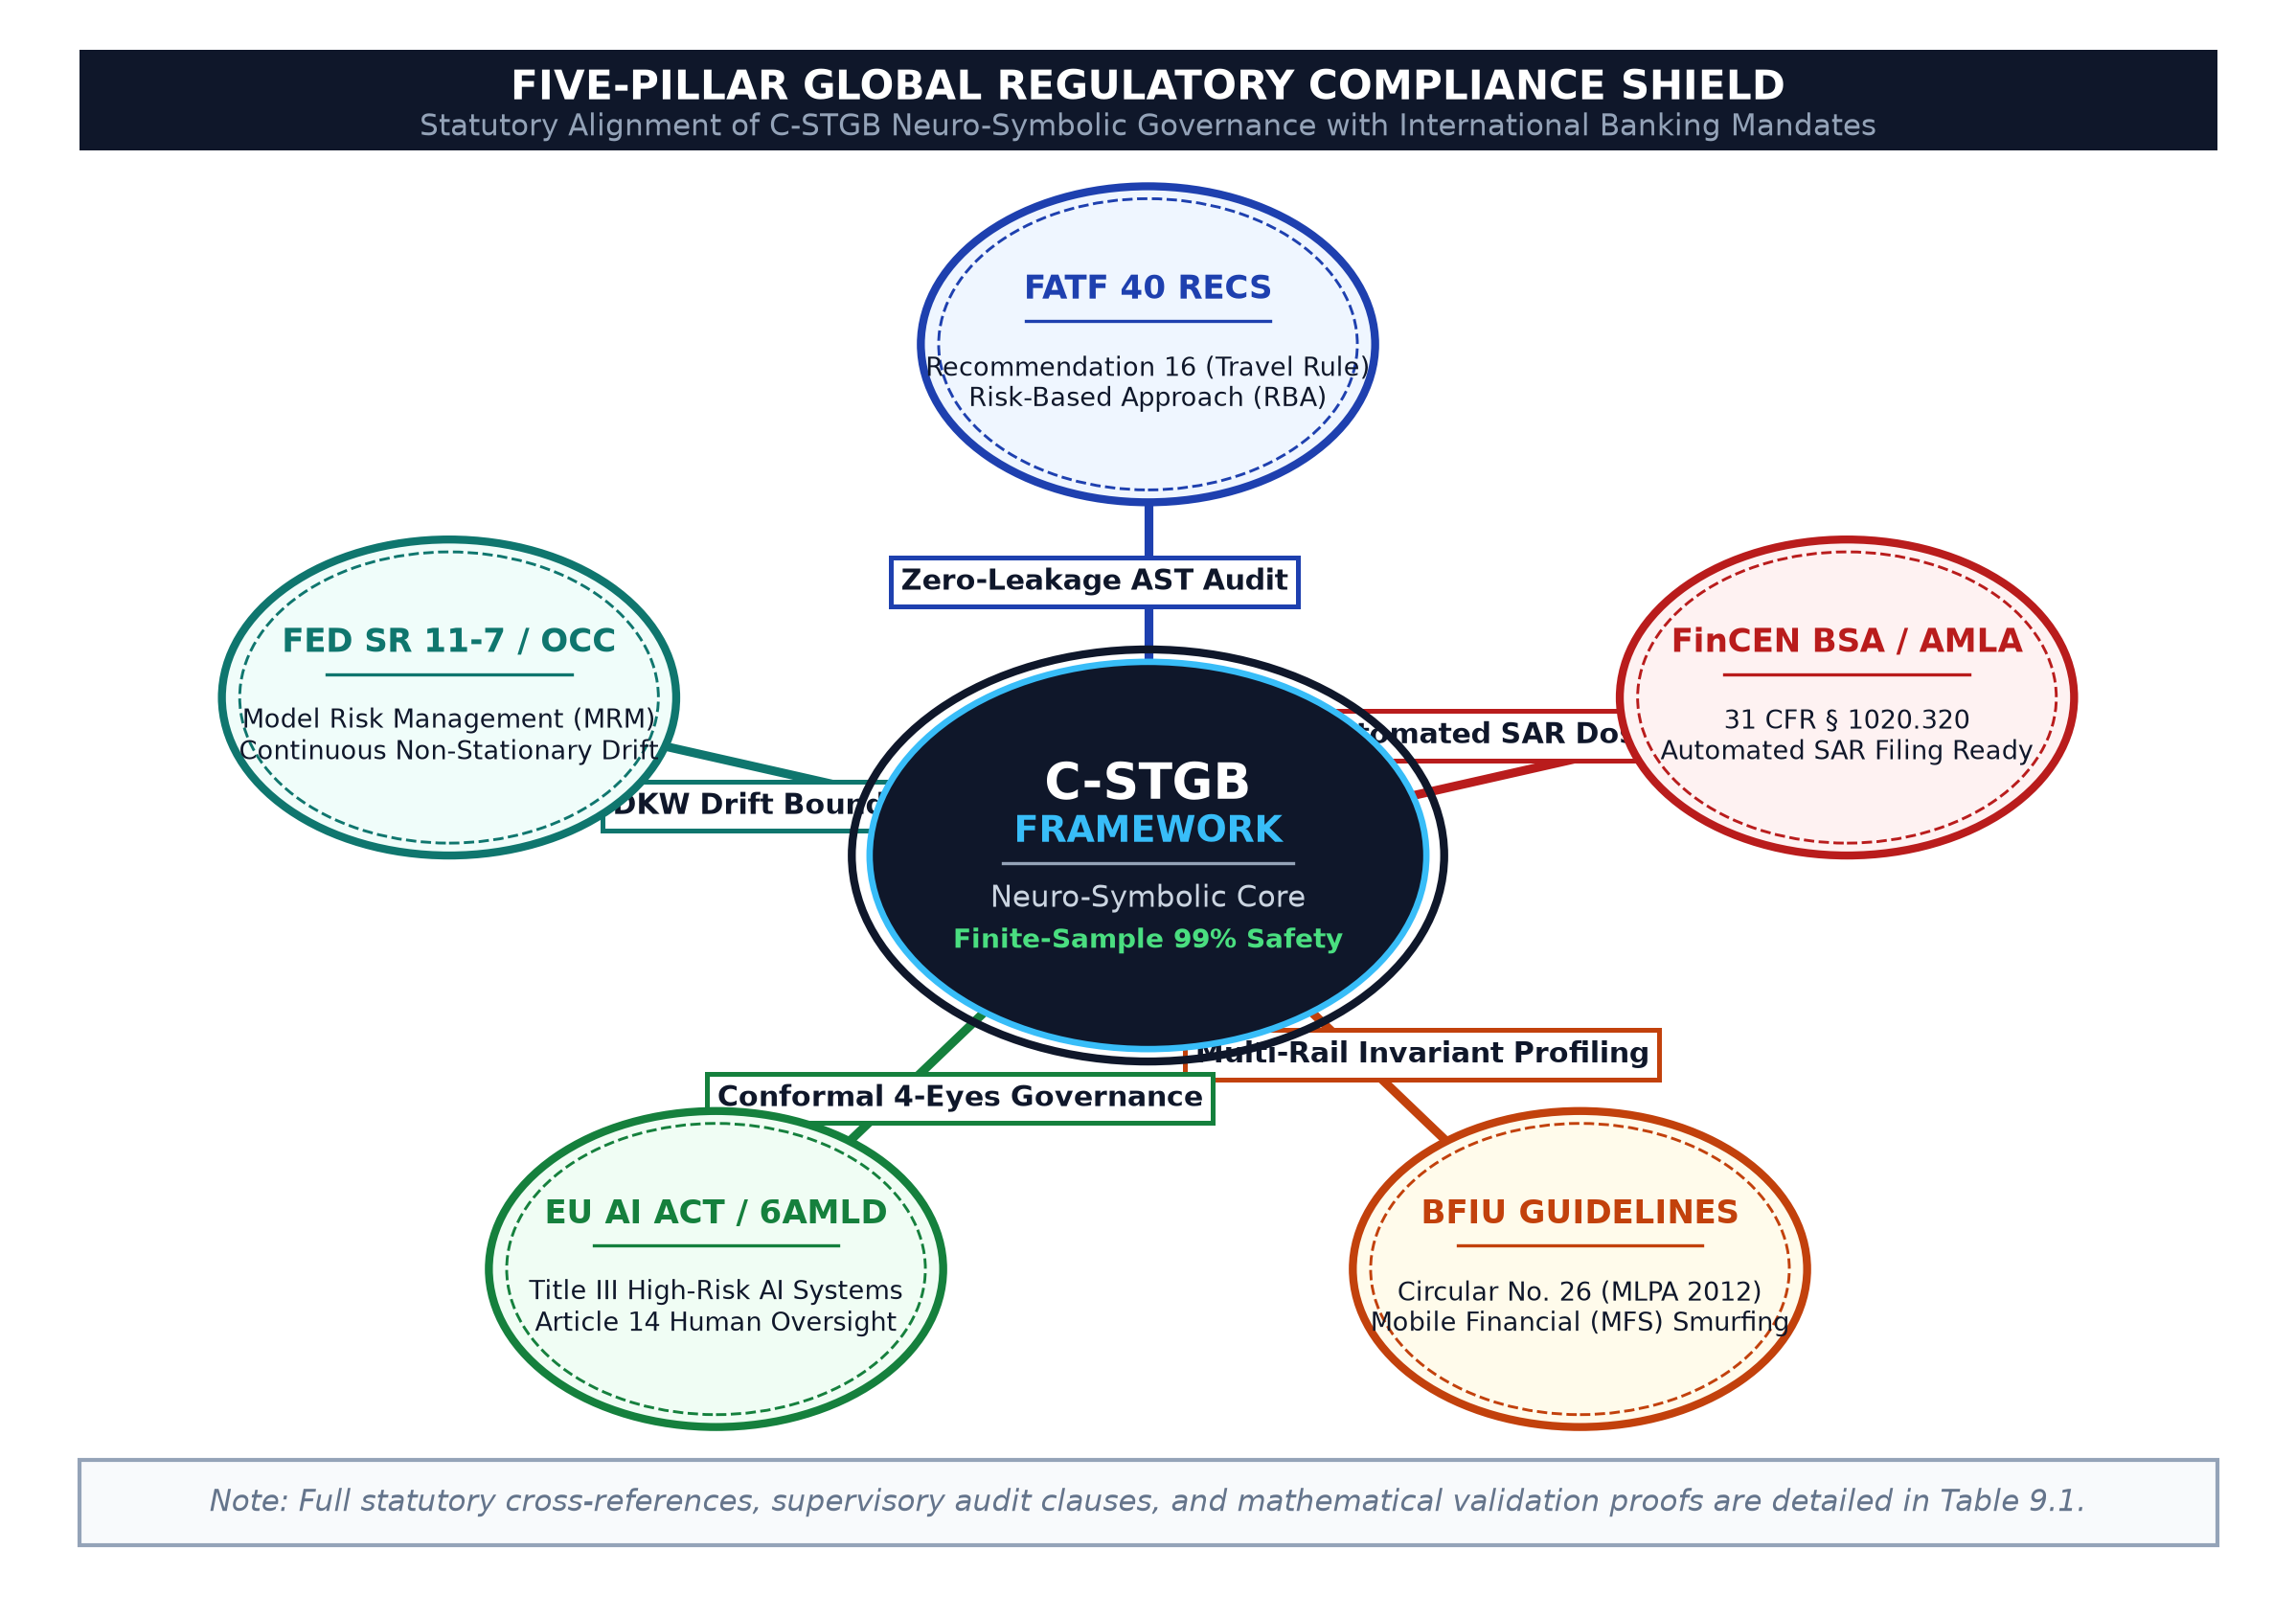 FIVE-PILLAR GLOBAL REGULATORY COMPLIANCE SHIELD
Statutory Alignment of C-STGB Neuro-Symbolic Governance with International Banking Mandates
FATF 40 RECS
Recommendation 16 (Travel Rule)
Risk-Based Approach (RBA)
Zero-Leakage AST Audit
FED SR 11-7 / OCC
Model Risk Management (MRM)
Continuous Non-Stationary Drift
DKW Drift Bound
FinCEN BSA / AMLA
31 CFR § 1020.320
Automated SAR Filing Ready
SAR
C-STGB
FRAMEWORK
Neuro-Symbolic Core
Finite-Sample 99% Safety
Multi-Rail Invariant Profiling
Conformal 4-Eyes Governance
EU AI ACT / 6AMLD
Title III High-Risk AI Systems
Article 14 Human Oversight
BFIU GUIDELINES
Circular No. 26 (MLPA 2012)
Mobile Financial (MFS) Smurfing
Note: Full statutory cross-references, supervisory audit clauses, and mathematical validation proofs are detailed in Table 9.1.